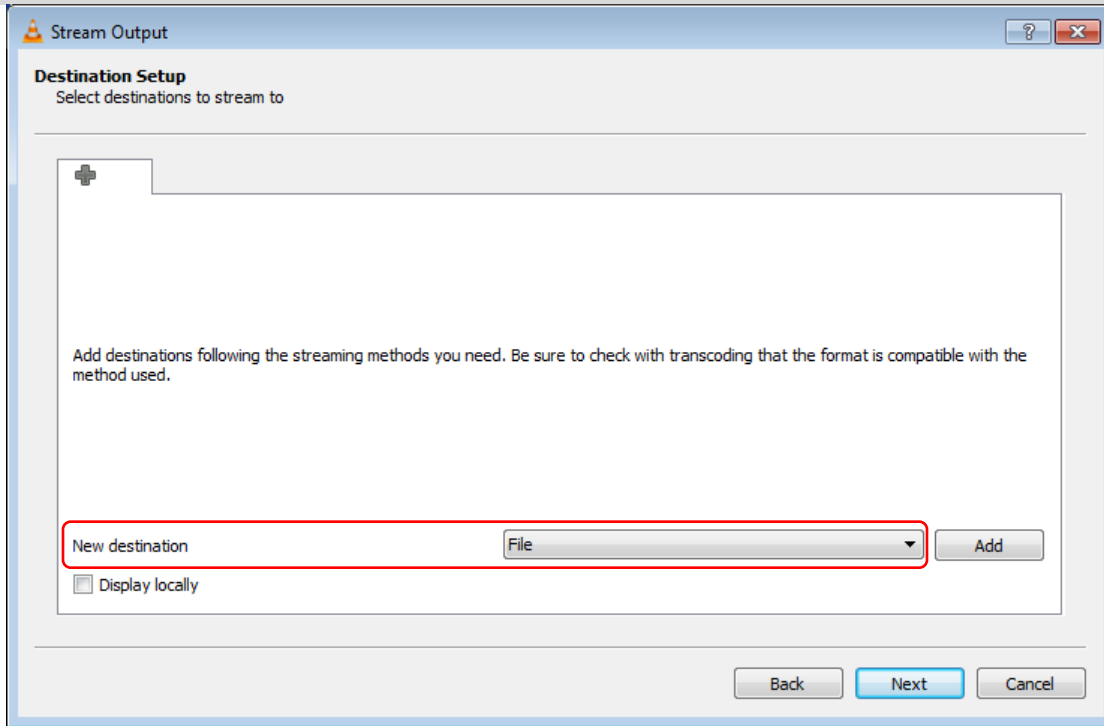 Stream Output
Destination Setup
Select destinations to stream to
Add destinations following the streaming methods you need. Be sure to check with transcoding that the format is compatible with the
method used.
New destination File Add
Display locally
Back Next Cancel